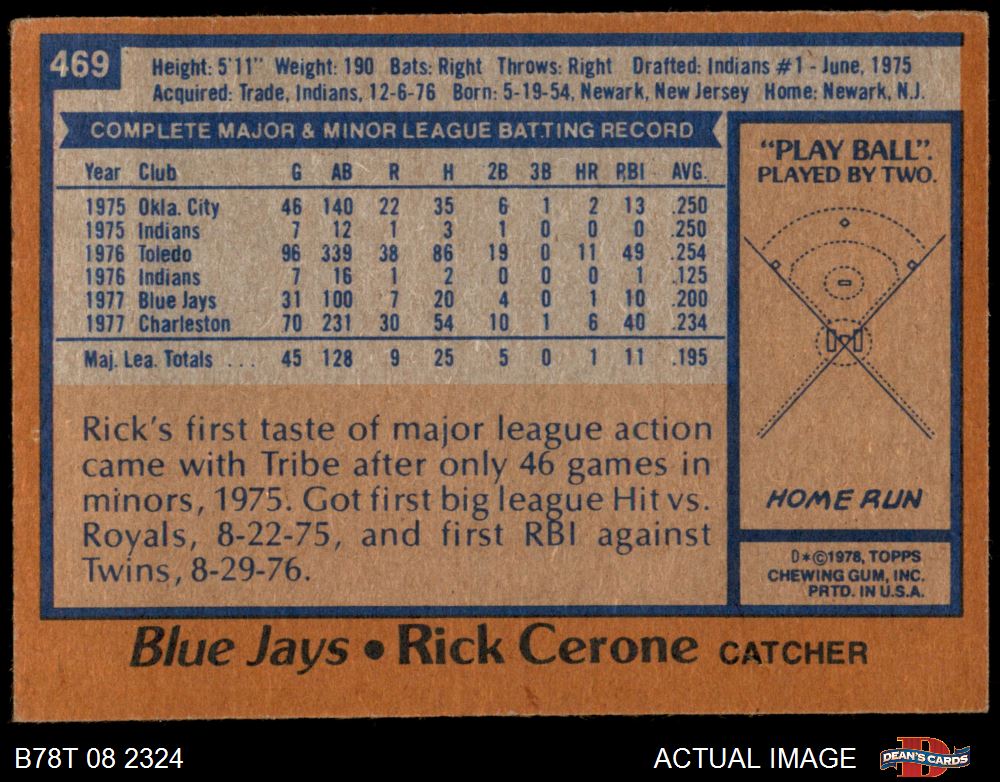 469
Height: 5'11" Weight: 190 Bats: Right Throws: Right Drafted: Indians #1 - June, 1975
Acquired: Trade, Indians, 12-6-76 Born: 5-19-54, Newark, New Jersey Home: Newark, N.J.
COMPLETE MAJOR & MINOR LEAGUE BATTING RECORD
Year Club G AB R H 2B 3B HR RBI AVG.
1975 Okla. City 46 140 22 35 6 1 2 13 .250
1975 Indians 7 12 1 3 1 0 0 0 .250
1976 Toledo 96 339 38 86 19 0 11 49 .254
1976 Indians 7 16 1 2 0 0 0 1 .125
1977 Blue Jays 31 100 7 20 4 0 1 10 .200
1977 Charleston 70 231 30 54 10 1 6 40 .234
Maj. Lea. Totals . . . 45 128 9 25 5 0 1 11 .195
Rick's first taste of major league action
came with Tribe after only 46 games in
minors, 1975. Got first big league Hit vs.
Royals, 8-22-75, and first RBI against
Twins, 8-29-76.
"PLAY BALL".
PLAYED BY TWO.
HOME RUN
D*©1978, TOPPS
CHEWING GUM, INC.
PRTD. IN U.S.A.
Blue Jays • Rick Cerone CATCHER
B78T 08 2324
ACTUAL IMAGE
DEAN'S CARDS